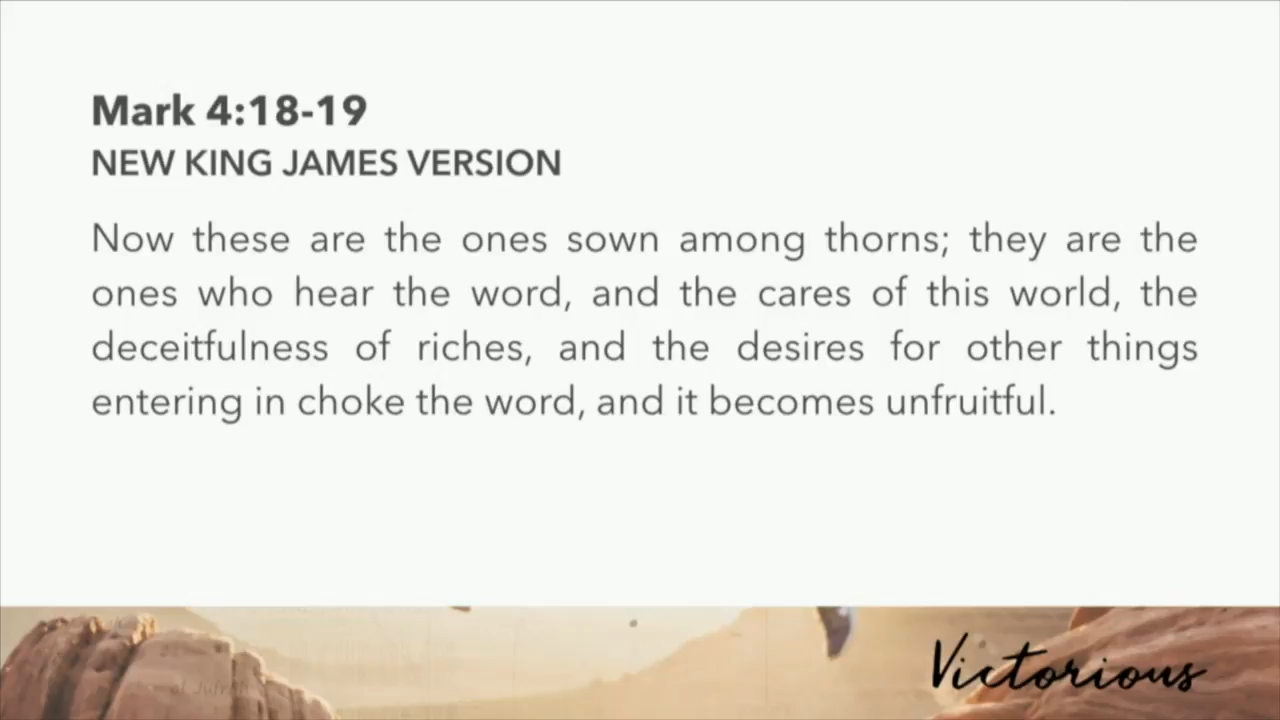 Mark 4:18-19
NEW KING JAMES VERSION
Now these are the ones sown among thorns; they are the
ones who hear the word, and the cares of this world, the
deceitfulness of riches, and the desires for other things
entering in choke the word, and it becomes unfruitful.
Victorious